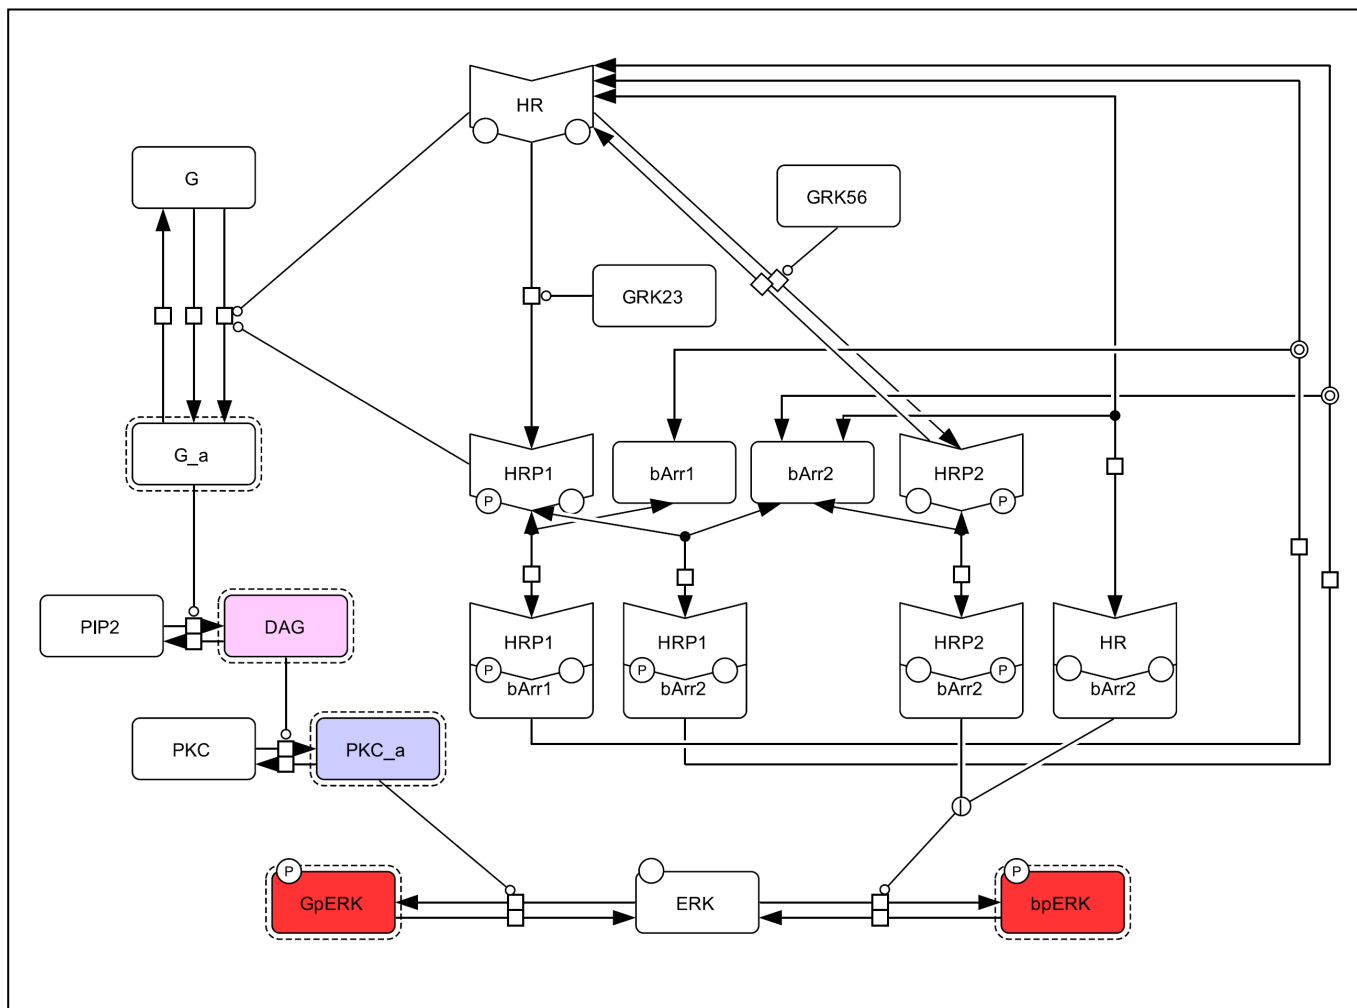 HR
G
GRK56
GRK23
G_a
HRP1
P
bArr1
bArr2
HRP2
P
PIP2
DAG
HRP1
P
bArr1
HRP1
P
bArr2
HRP2
P
bArr2
HR
bArr2
PKC
PKC_a
P
GpERK
ERK
P
bpERK